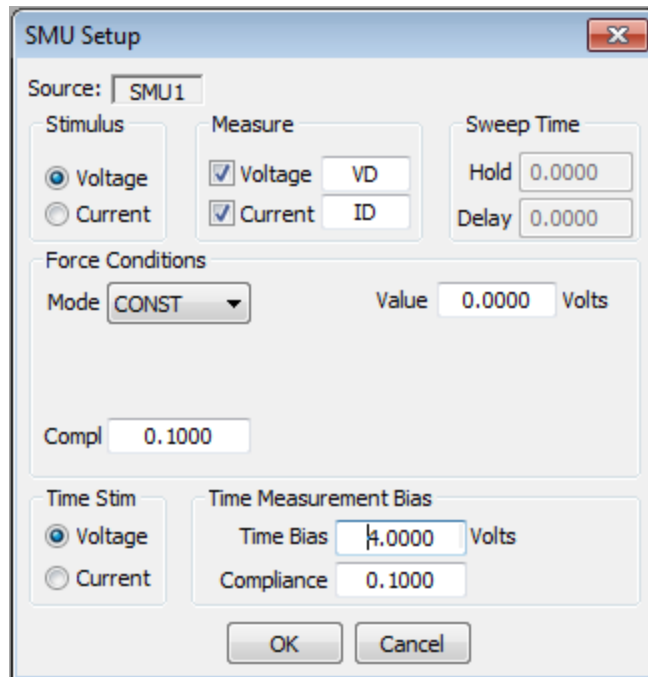 SMU Setup
Source: SMU1
Stimulus
Voltage
Current
Measure
Voltage VD
Current ID
Sweep Time
Hold 0.0000
Delay 0.0000
Force Conditions
Mode CONST Value 0.0000 Volts
Compl 0.1000
Time Stim
Voltage
Current
Time Measurement Bias
Time Bias 4.0000 Volts
Compliance 0.1000
OK Cancel